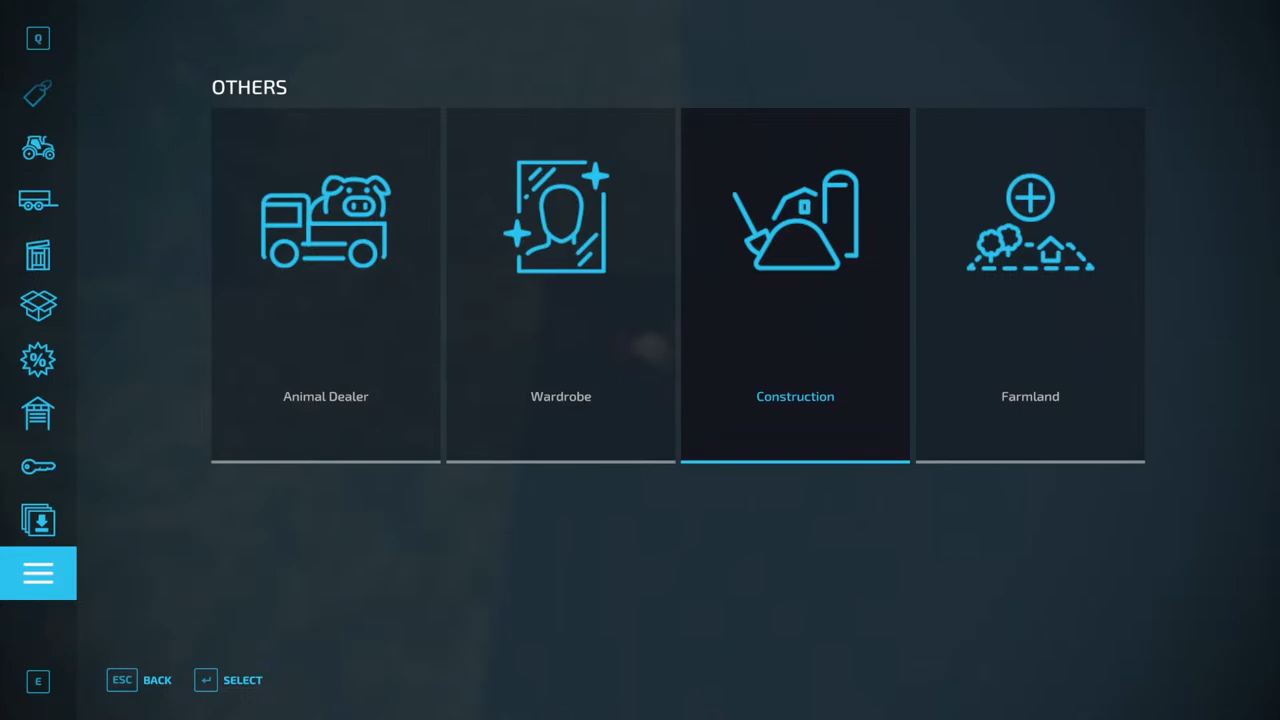 Q
OTHERS
%
Animal Dealer
Wardrobe
Construction
Farmland
E
ESC BACK
SELECT